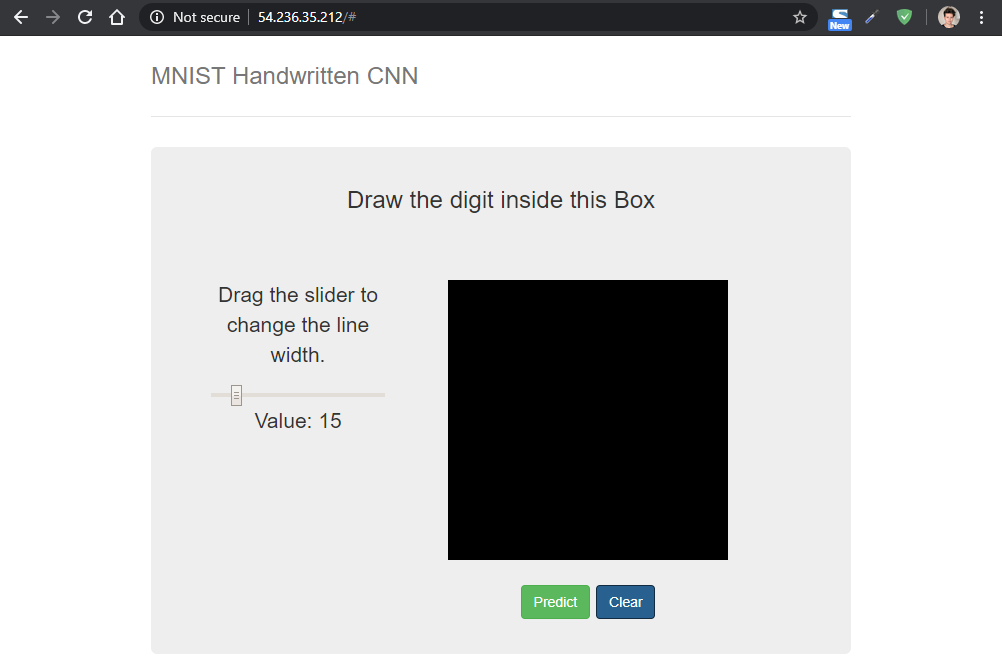 Not secure 54.236.35.212/#
New
MNIST Handwritten CNN
Draw the digit inside this Box
Drag the slider to
change the line
width.
Value: 15
Predict Clear